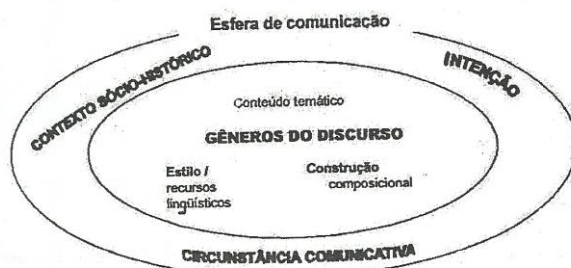 Esfera de comunicação
CONTEXTO SÓCIO-HISTÓRICO
INTENÇÃO
Conteúdo temático
GÊNEROS DO DISCURSO
Estilo /
recursos
lingüísticos
Construção
composicional
CIRCUNSTÂNCIA COMUNICATIVA